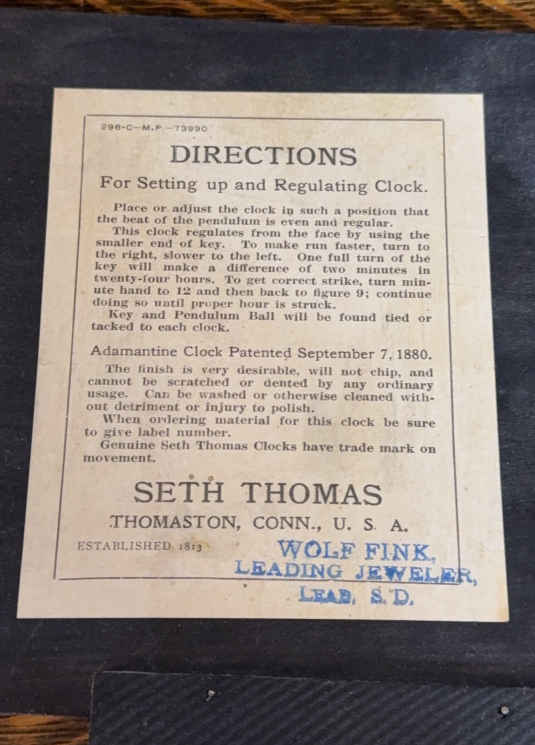 296-C—M.P.—73990
DIRECTIONS
For Setting up and Regulating Clock.
Place or adjust the clock in such a position that
the beat of the pendulum is even and regular.
This clock regulates from the face by using the
smaller end of key. To make run faster, turn to
the right, slower to the left. One full turn of the
key will make a difference of two minutes in
twenty-four hours. To get correct strike, turn min-
ute hand to 12 and then back to figure 9; continue
doing so until proper hour is struck.
Key and Pendulum Ball will be found tied or
tacked to each clock.
Adamantine Clock Patented September 7, 1880.
The finish is very desirable, will not chip, and
cannot be scratched or dented by any ordinary
usage. Can be washed or otherwise cleaned with-
out detriment or injury to polish.
When ordering material for this clock be sure
to give label number.
Genuine Seth Thomas Clocks have trade mark on
movement.
SETH THOMAS
THOMASTON, CONN., U. S. A.
ESTABLISHED 1813
WOLF FINK,
LEADING JEWELER,
LEAD, S. D.